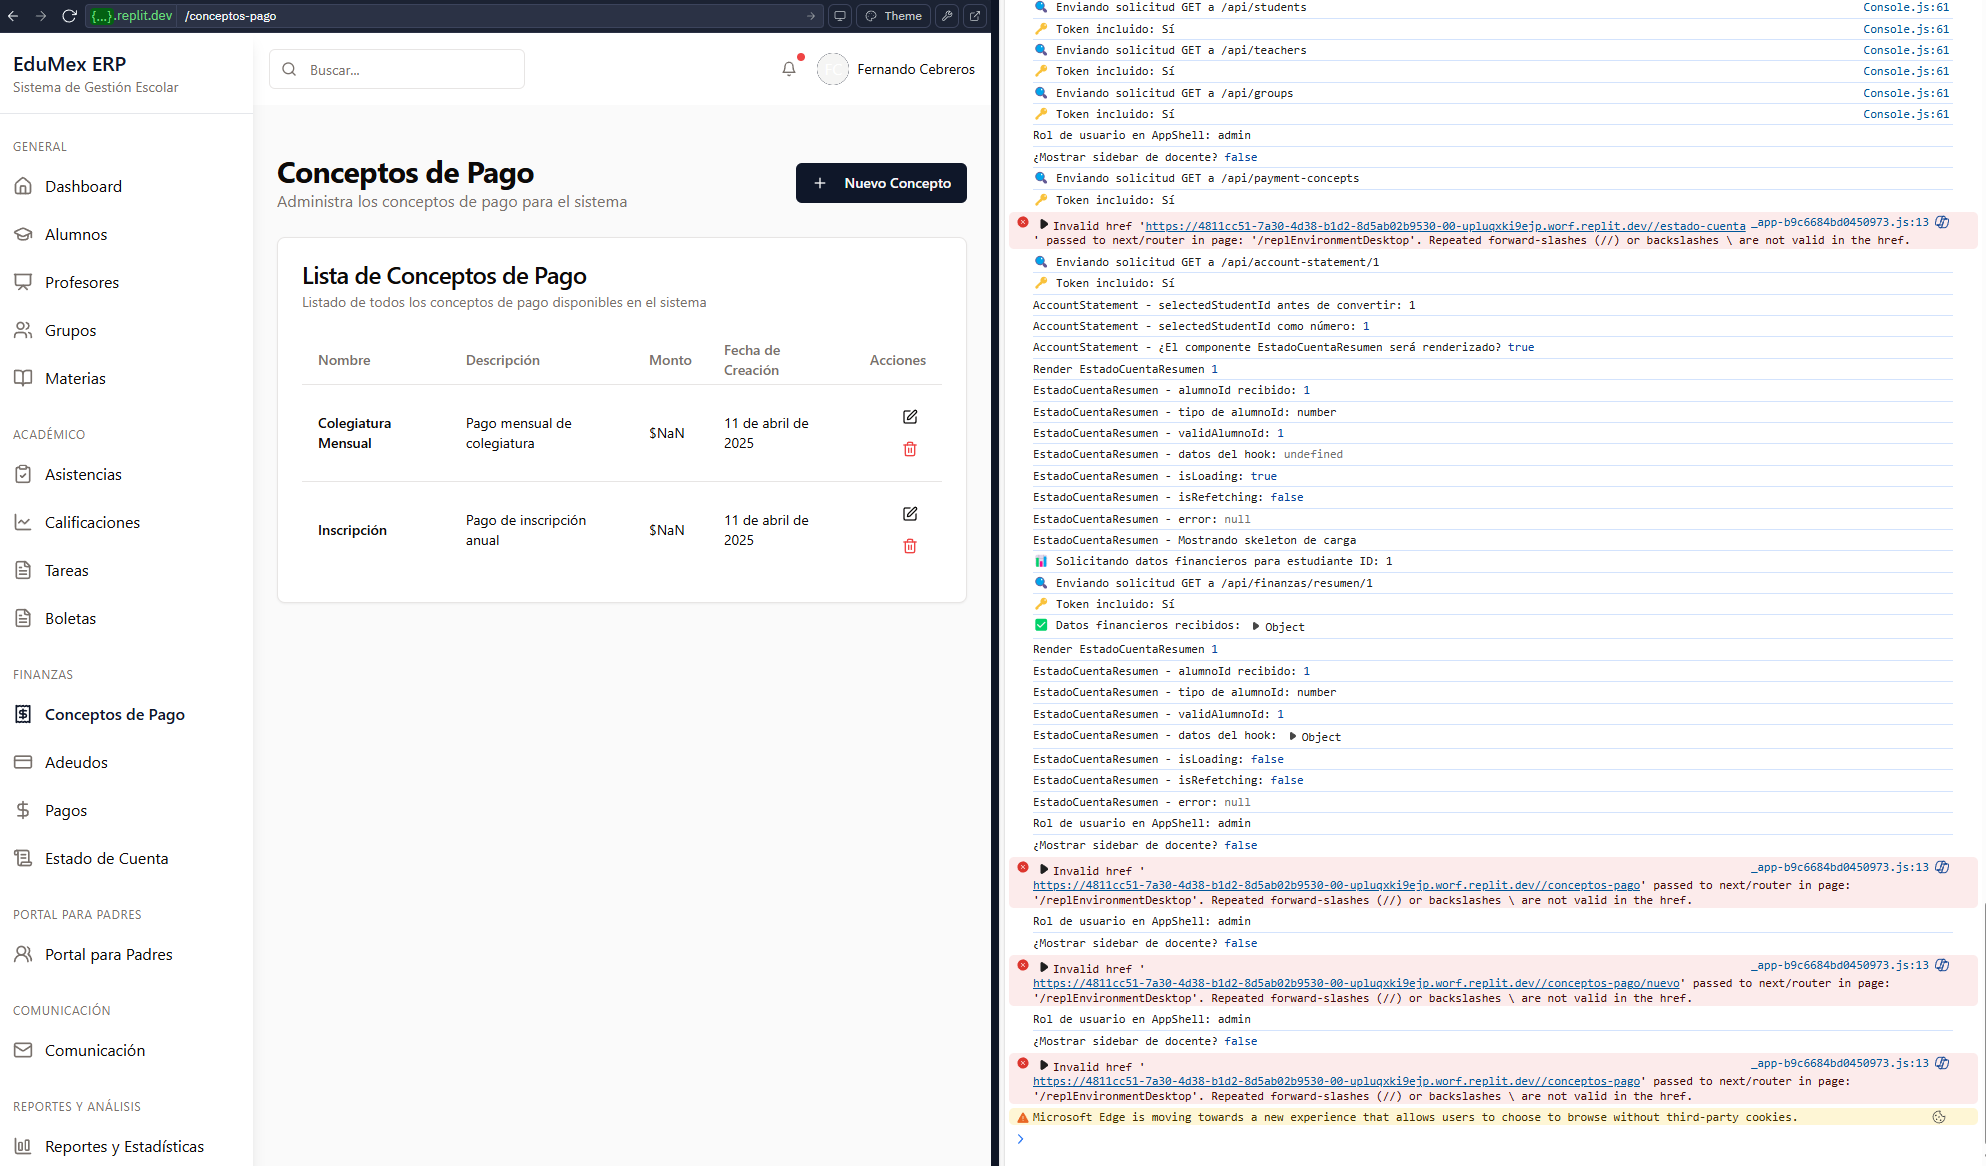 {...}.replit.dev /conceptos-pago
Theme
EduMex ERP
Sistema de Gestión Escolar
Buscar...
FC
Fernando Cebreros
GENERAL
Dashboard
Alumnos
Profesores
Grupos
Materias
ACADÉMICO
Asistencias
Calificaciones
Tareas
Boletas
FINANZAS
Conceptos de Pago
Adeudos
Pagos
Estado de Cuenta
PORTAL PARA PADRES
Portal para Padres
COMUNICACIÓN
Comunicación
REPORTES Y ANÁLISIS
Reportes y Estadísticas
Conceptos de Pago
Administra los conceptos de pago para el sistema
+ Nuevo Concepto
Lista de Conceptos de Pago
Listado de todos los conceptos de pago disponibles en el sistema
Nombre Descripción Monto Fecha de Creación Acciones
Colegiatura Mensual Pago mensual de colegiatura $NaN 11 de abril de 2025
Inscripción Pago de inscripción anual $NaN 11 de abril de 2025
Enviando solicitud GET a /api/students Console.js:61
Token incluido: Sí Console.js:61
Enviando solicitud GET a /api/teachers Console.js:61
Token incluido: Sí Console.js:61
Enviando solicitud GET a /api/groups Console.js:61
Token incluido: Sí Console.js:61
Rol de usuario en AppShell: admin
¿Mostrar sidebar de docente? false
Enviando solicitud GET a /api/payment-concepts
Token incluido: Sí
Invalid href 'https://4811cc51-7a30-4d38-b1d2-8d5ab02b9530-00-upluqxki9ejp.worf.replit.dev//estado-cuenta _app-b9c6684bd0450973.js:13
' passed to next/router in page: '/replEnvironmentDesktop'. Repeated forward-slashes (//) or backslashes \ are not valid in the href.
Enviando solicitud GET a /api/account-statement/1
Token incluido: Sí
AccountStatement - selectedStudentId antes de convertir: 1
AccountStatement - selectedStudentId como número: 1
AccountStatement - ¿El componente EstadoCuentaResumen será renderizado? true
Render EstadoCuentaResumen 1
EstadoCuentaResumen - alumnoId recibido: 1
EstadoCuentaResumen - tipo de alumnoId: number
EstadoCuentaResumen - validAlumnoId: 1
EstadoCuentaResumen - datos del hook: undefined
EstadoCuentaResumen - isLoading: true
EstadoCuentaResumen - isRefetching: false
EstadoCuentaResumen - error: null
EstadoCuentaResumen - Mostrando skeleton de carga
Solicitando datos financieros para estudiante ID: 1
Enviando solicitud GET a /api/finanzas/resumen/1
Token incluido: Sí
Datos financieros recibidos: Object
Render EstadoCuentaResumen 1
EstadoCuentaResumen - alumnoId recibido: 1
EstadoCuentaResumen - tipo de alumnoId: number
EstadoCuentaResumen - validAlumnoId: 1
EstadoCuentaResumen - datos del hook: Object
EstadoCuentaResumen - isLoading: false
EstadoCuentaResumen - isRefetching: false
EstadoCuentaResumen - error: null
Rol de usuario en AppShell: admin
¿Mostrar sidebar de docente? false
Invalid href ' _app-b9c6684bd0450973.js:13
https://4811cc51-7a30-4d38-b1d2-8d5ab02b9530-00-upluqxki9ejp.worf.replit.dev//conceptos-pago' passed to next/router in page:
'/replEnvironmentDesktop'. Repeated forward-slashes (//) or backslashes \ are not valid in the href.
Rol de usuario en AppShell: admin
¿Mostrar sidebar de docente? false
Invalid href ' _app-b9c6684bd0450973.js:13
https://4811cc51-7a30-4d38-b1d2-8d5ab02b9530-00-upluqxki9ejp.worf.replit.dev//conceptos-pago/nuevo' passed to next/router in page:
'/replEnvironmentDesktop'. Repeated forward-slashes (//) or backslashes \ are not valid in the href.
Rol de usuario en AppShell: admin
¿Mostrar sidebar de docente? false
Invalid href ' _app-b9c6684bd0450973.js:13
https://4811cc51-7a30-4d38-b1d2-8d5ab02b9530-00-upluqxki9ejp.worf.replit.dev//conceptos-pago' passed to next/router in page:
'/replEnvironmentDesktop'. Repeated forward-slashes (//) or backslashes \ are not valid in the href.
Microsoft Edge is moving towards a new experience that allows users to choose to browse without third-party cookies.